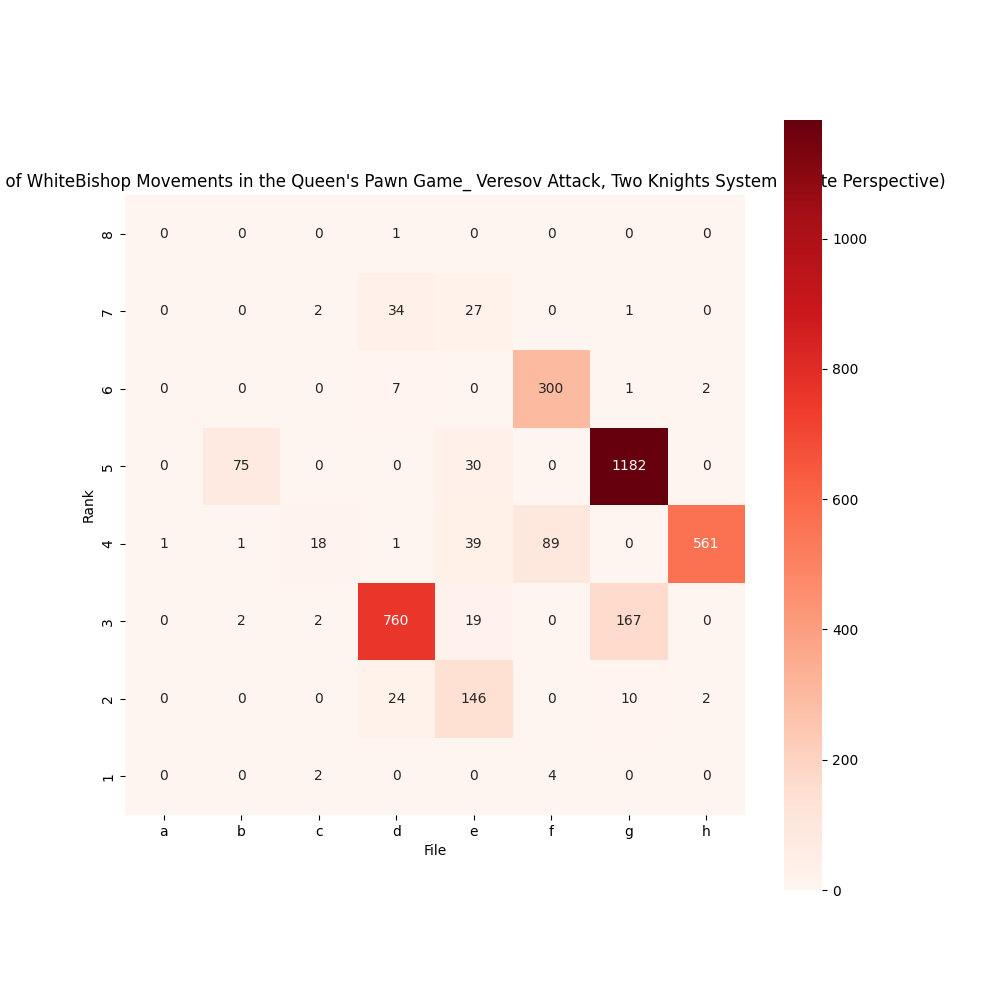 of WhiteBishop Movements in the Queen's Pawn Game_ Veresov Attack, Two Knights System Perspective)
8 0 0 0 1 0 0 0 0
7 0 0 2 34 27 0 1 0
6 0 0 0 7 0 300 1 2
5 0 75 0 0 30 0 1182 0
4 1 1 18 1 39 89 0 561
3 0 2 2 760 19 0 167 0
2 0 0 0 24 146 0 10 2
1 0 0 2 0 0 4 0 0
a b c d e f g h
File
Rank
1000
800
600
400
200
0